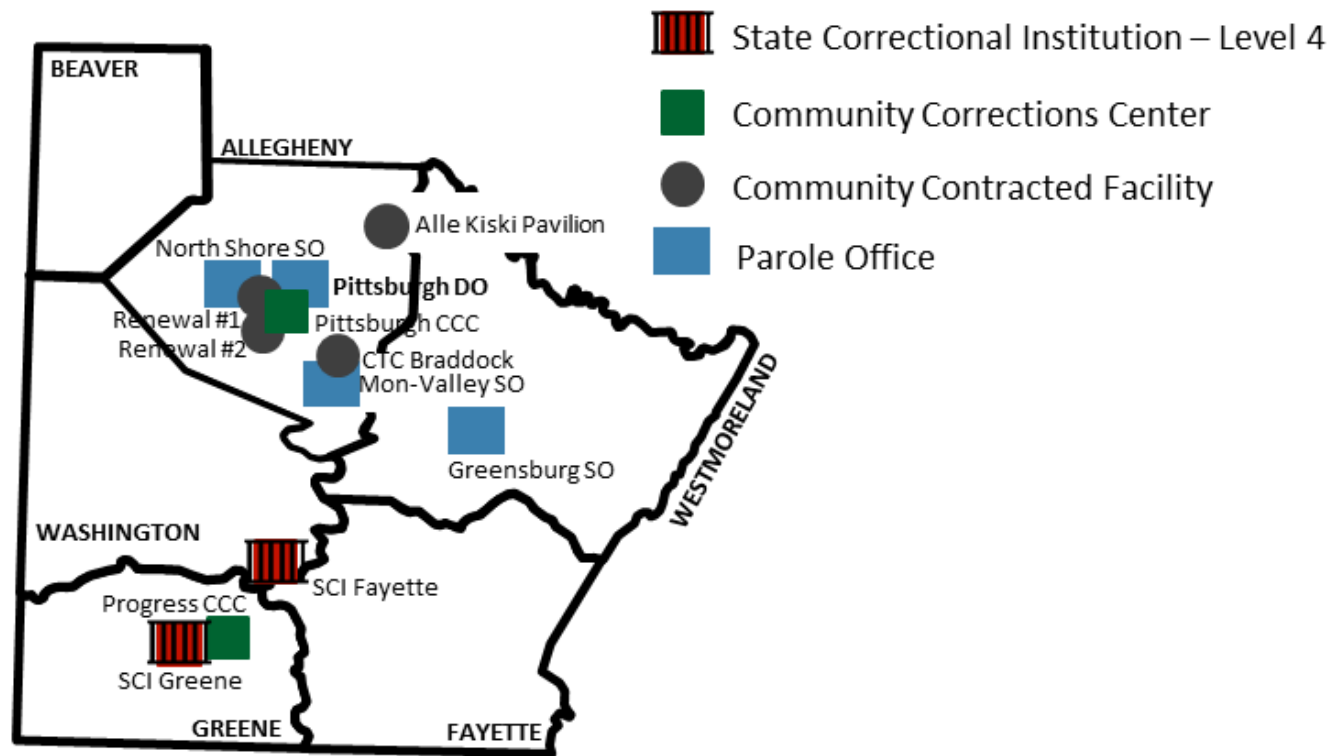 State Correctional Institution – Level 4
BEAVER
Community Corrections Center
ALLEGHENY
Community Contracted Facility
Alle Kiski Pavilion
North Shore SO
Parole Office
Pittsburgh DO
Renewal #1
Pittsburgh CCC
Renewal #2
CTC Braddock
Mon-Valley SO
WESTMORELAND
Greensburg SO
WASHINGTON
SCI Fayette
Progress CCC
SCI Greene
GREENE
FAYETTE